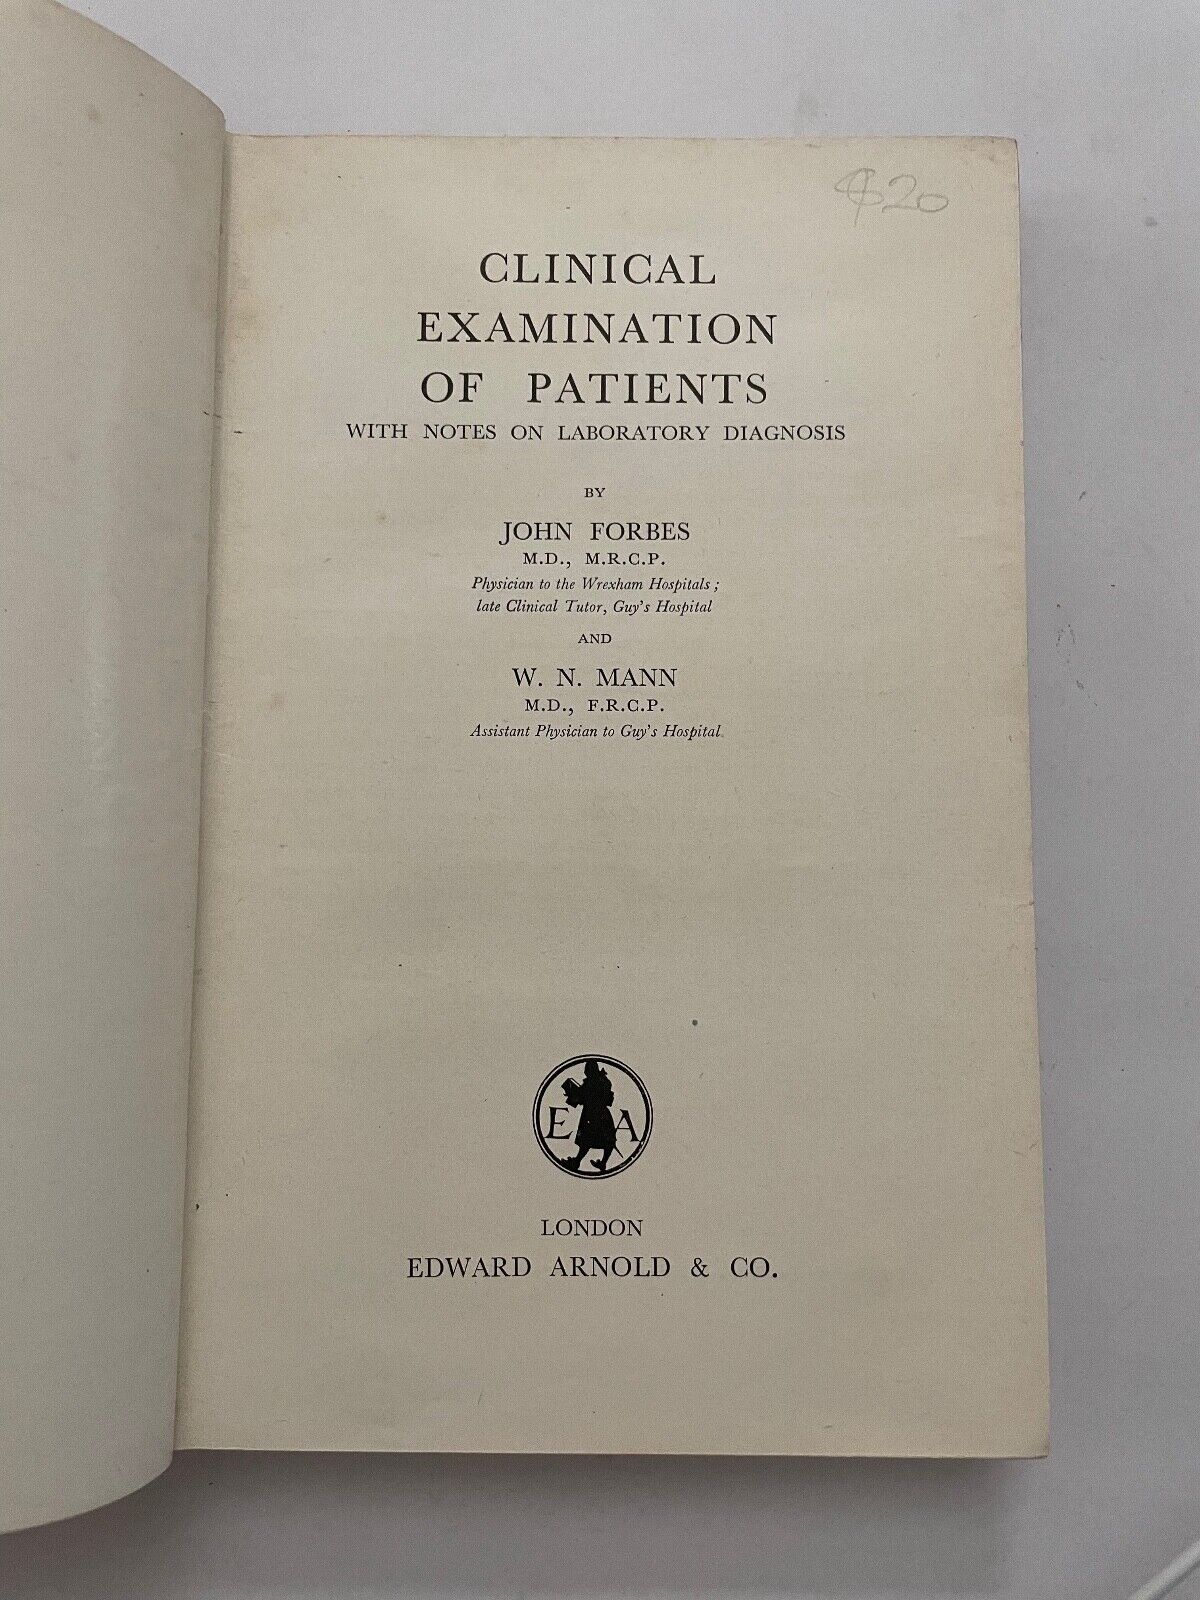 $20
CLINICAL
EXAMINATION
OF PATIENTS
WITH NOTES ON LABORATORY DIAGNOSIS
BY
JOHN FORBES
M.D., M.R.C.P.
Physician to the Wrexham Hospitals;
late Clinical Tutor, Guy's Hospital
AND
W. N. MANN
M.D., F.R.C.P.
Assistant Physician to Guy's Hospital.
E A
LONDON
EDWARD ARNOLD & CO.